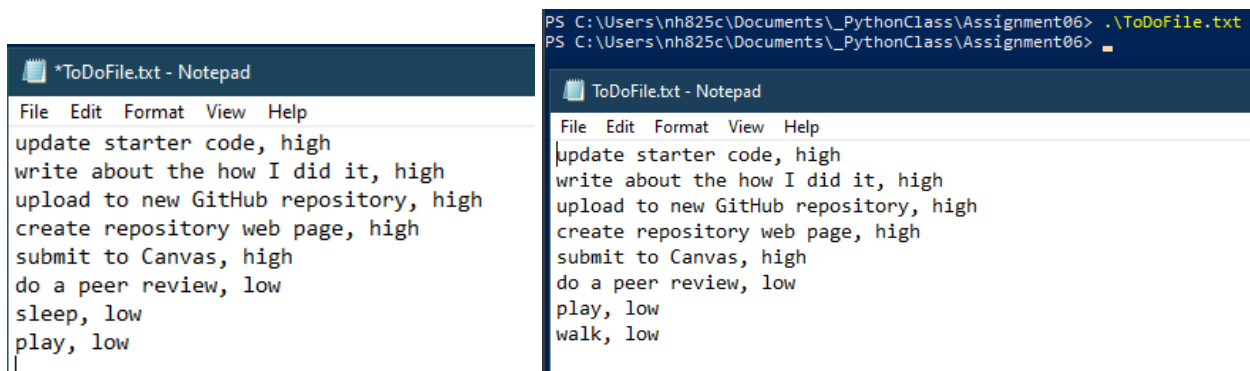 *ToDoFile.txt - Notepad
File Edit Format View Help
update starter code, high
write about the how I did it, high
upload to new GitHub repository, high
create repository web page, high
submit to Canvas, high
do a peer review, low
sleep, low
play, low
PS C:\Users\nh825c\Documents\_PythonClass\Assignment06> .\ToDoFile.txt
PS C:\Users\nh825c\Documents\_PythonClass\Assignment06>
ToDoFile.txt - Notepad
File Edit Format View Help
update starter code, high
write about the how I did it, high
upload to new GitHub repository, high
create repository web page, high
submit to Canvas, high
do a peer review, low
play, low
walk, low